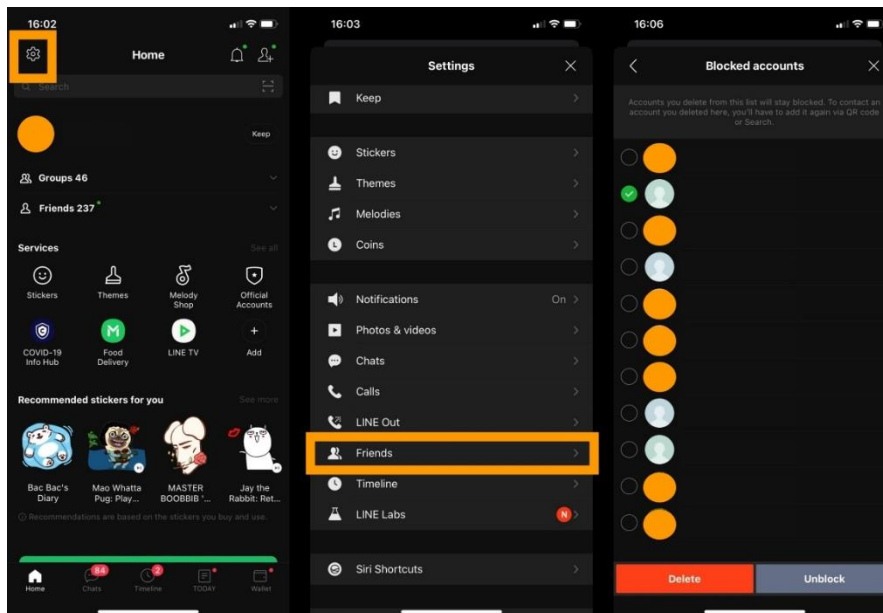 16:02
Home
Search
Keep
Groups 46
Friends 237
Services
See all
Stickers
Themes
Melody Shop
Official Accounts
COVID-19 Info Hub
Food Delivery
LINE TV
Add
Recommended stickers for you
See more
Bac Bac's Diary
Mao Whatta Pug: Play...
MASTER BOOBBIB '...
Jay the Rabbit: Ret...
Recommendations are based on the stickers you buy and use.
Home
84
Chats
2
Timeline
TODAY
Wallet
16:03
Settings
Keep
Stickers
Themes
Melodies
Coins
Notifications
On
Photos & videos
Chats
Calls
LINE Out
Friends
Timeline
LINE Labs
N
Siri Shortcuts
16:06
Blocked accounts
Accounts you delete from this list will stay blocked. To contact an
account you deleted here, you'll have to add it again via QR code
or Search.
Delete
Unblock